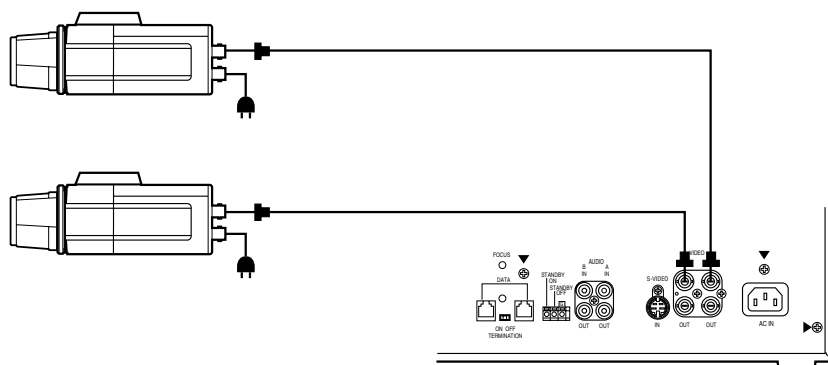 FOCUS
DATA
ON OFF
TERMINATION
STANDBY
ON
STANDBY
OFF
AUDIO
B A
IN IN
OUT OUT
S-VIDEO
IN
VIDEO
OUT OUT
AC IN